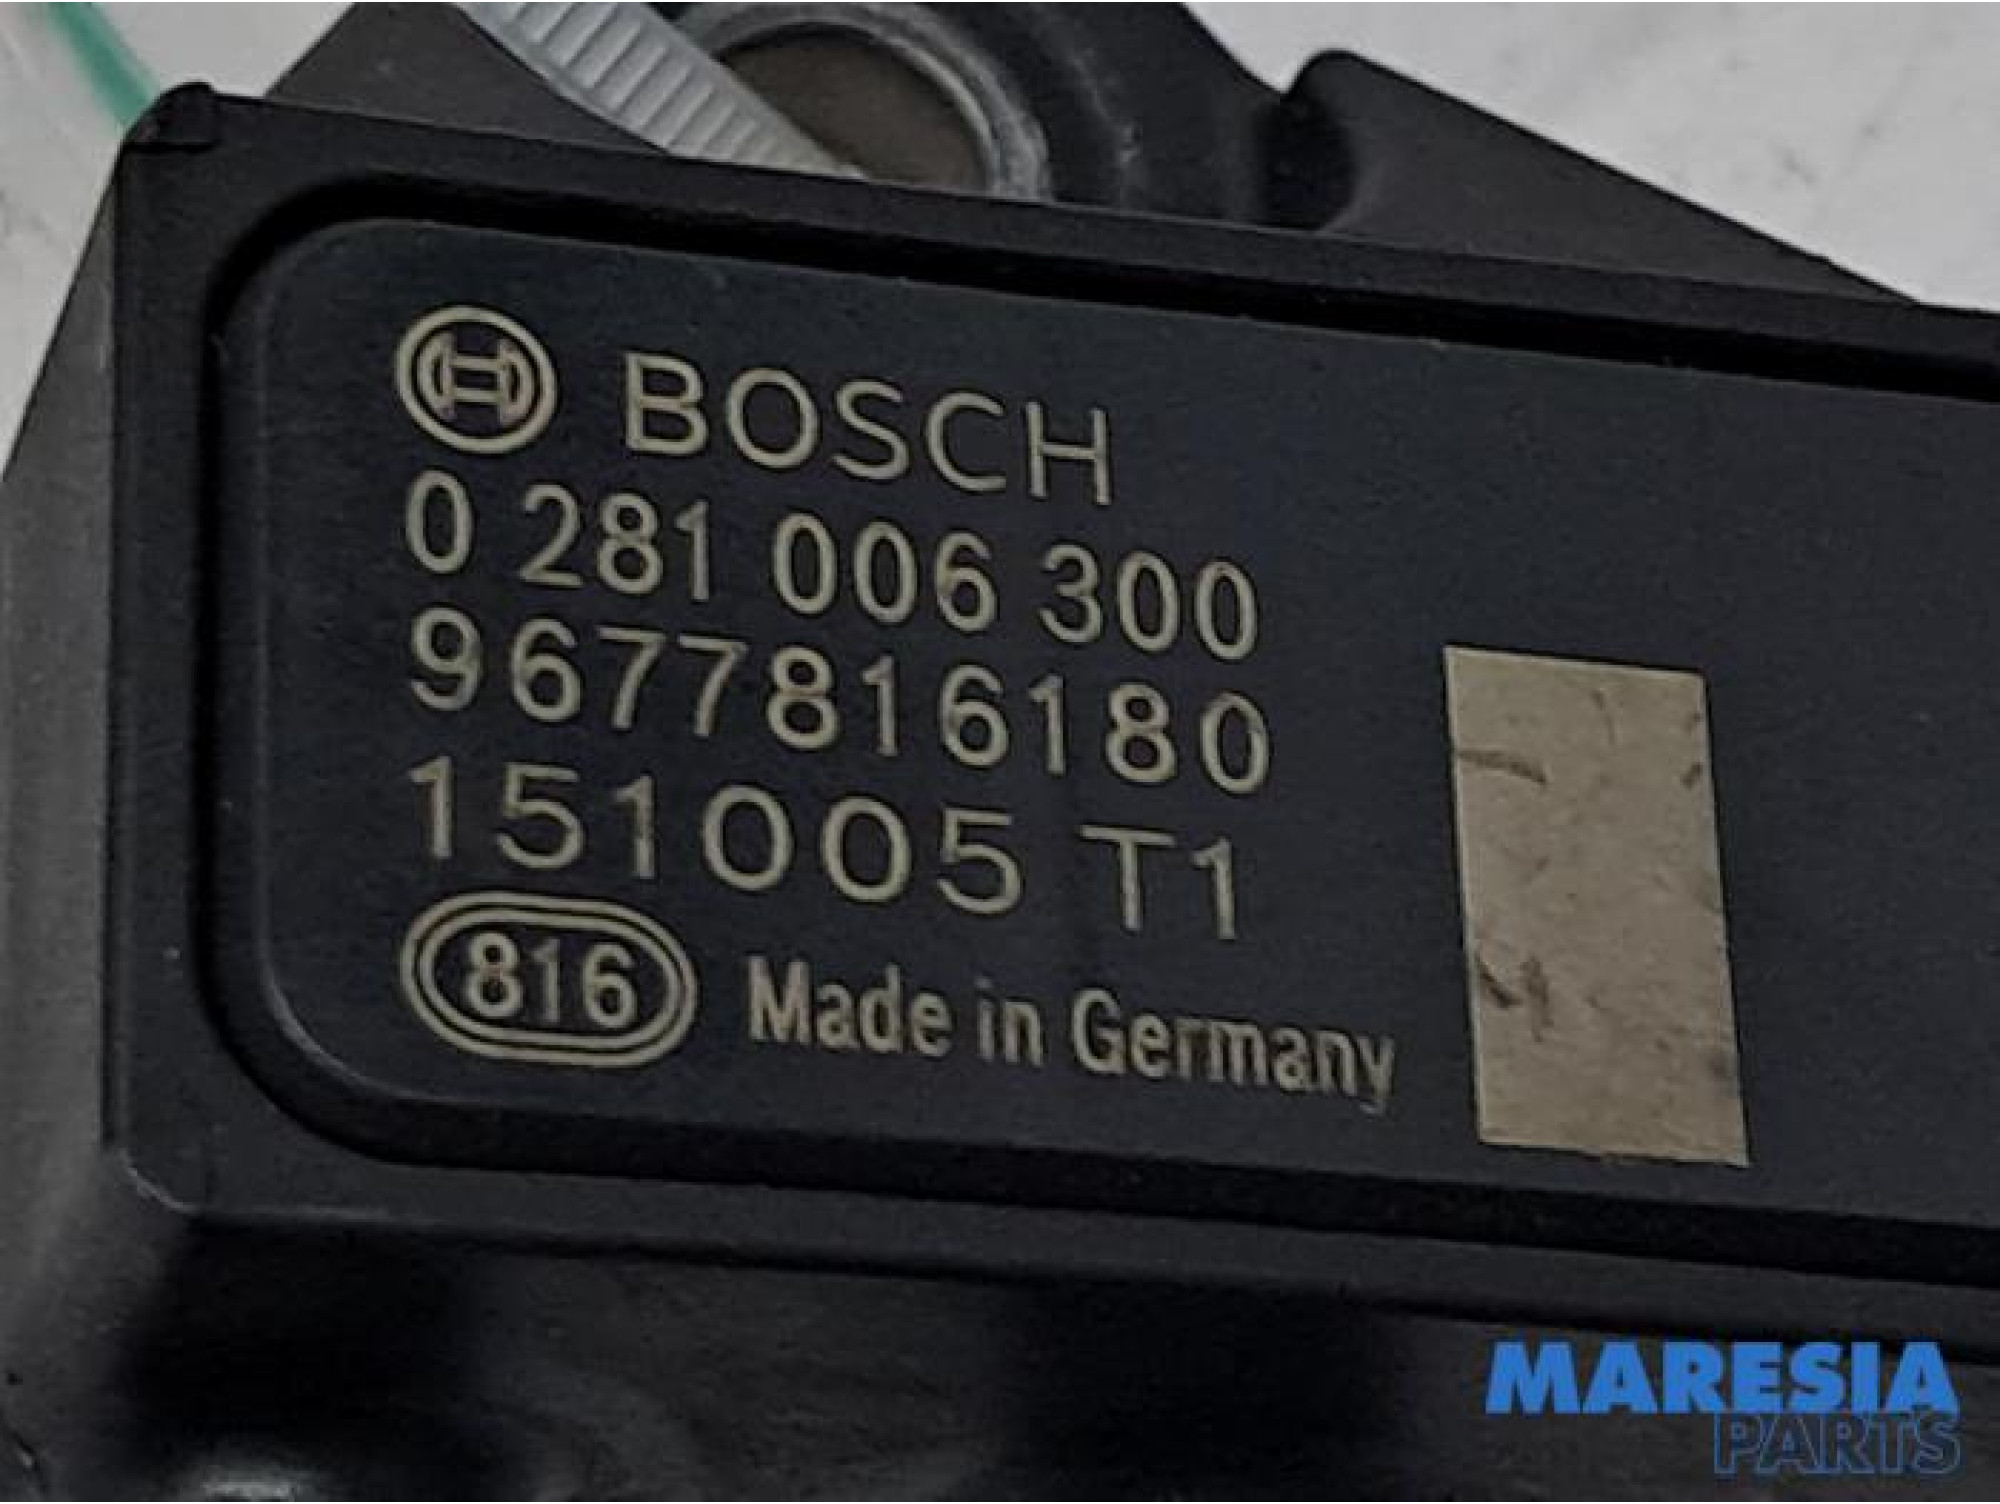 BOSCH
0 281 006 300
9677816180
151005 T1
816 Made in Germany
MARESIA
PARTS